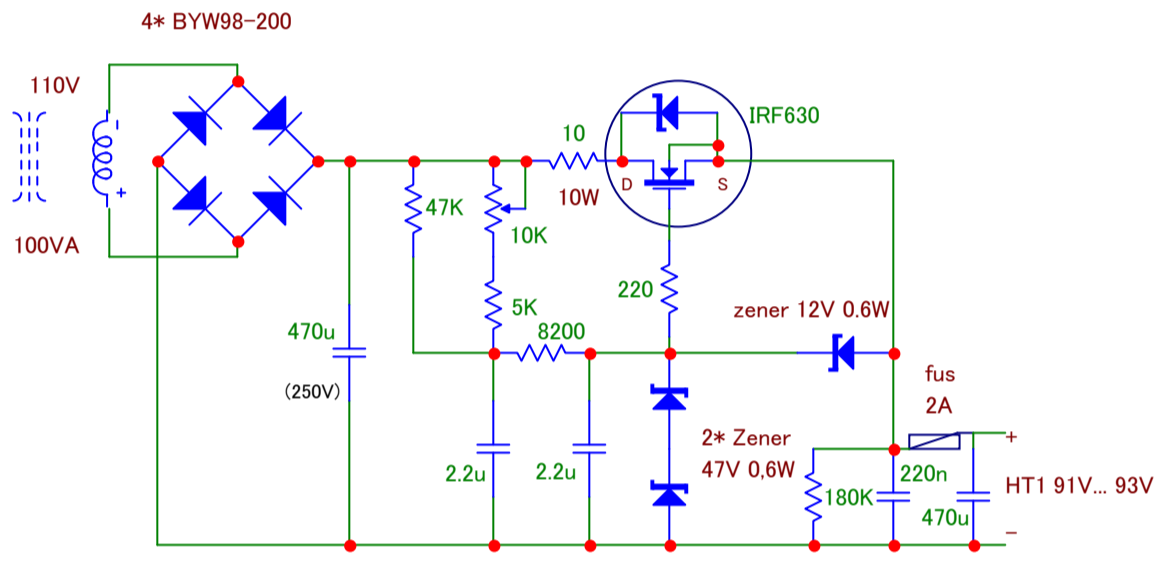 4* BYW98-200
110V
-
+
100VA
470u
(250V)
47K
10K
5K
8200
2.2u
2.2u
10
10W
D
S
IRF630
220
zener 12V 0.6W
2* Zener
47V 0,6W
fus
2A
180K
220n
470u
+
HT1 91V... 93V
-